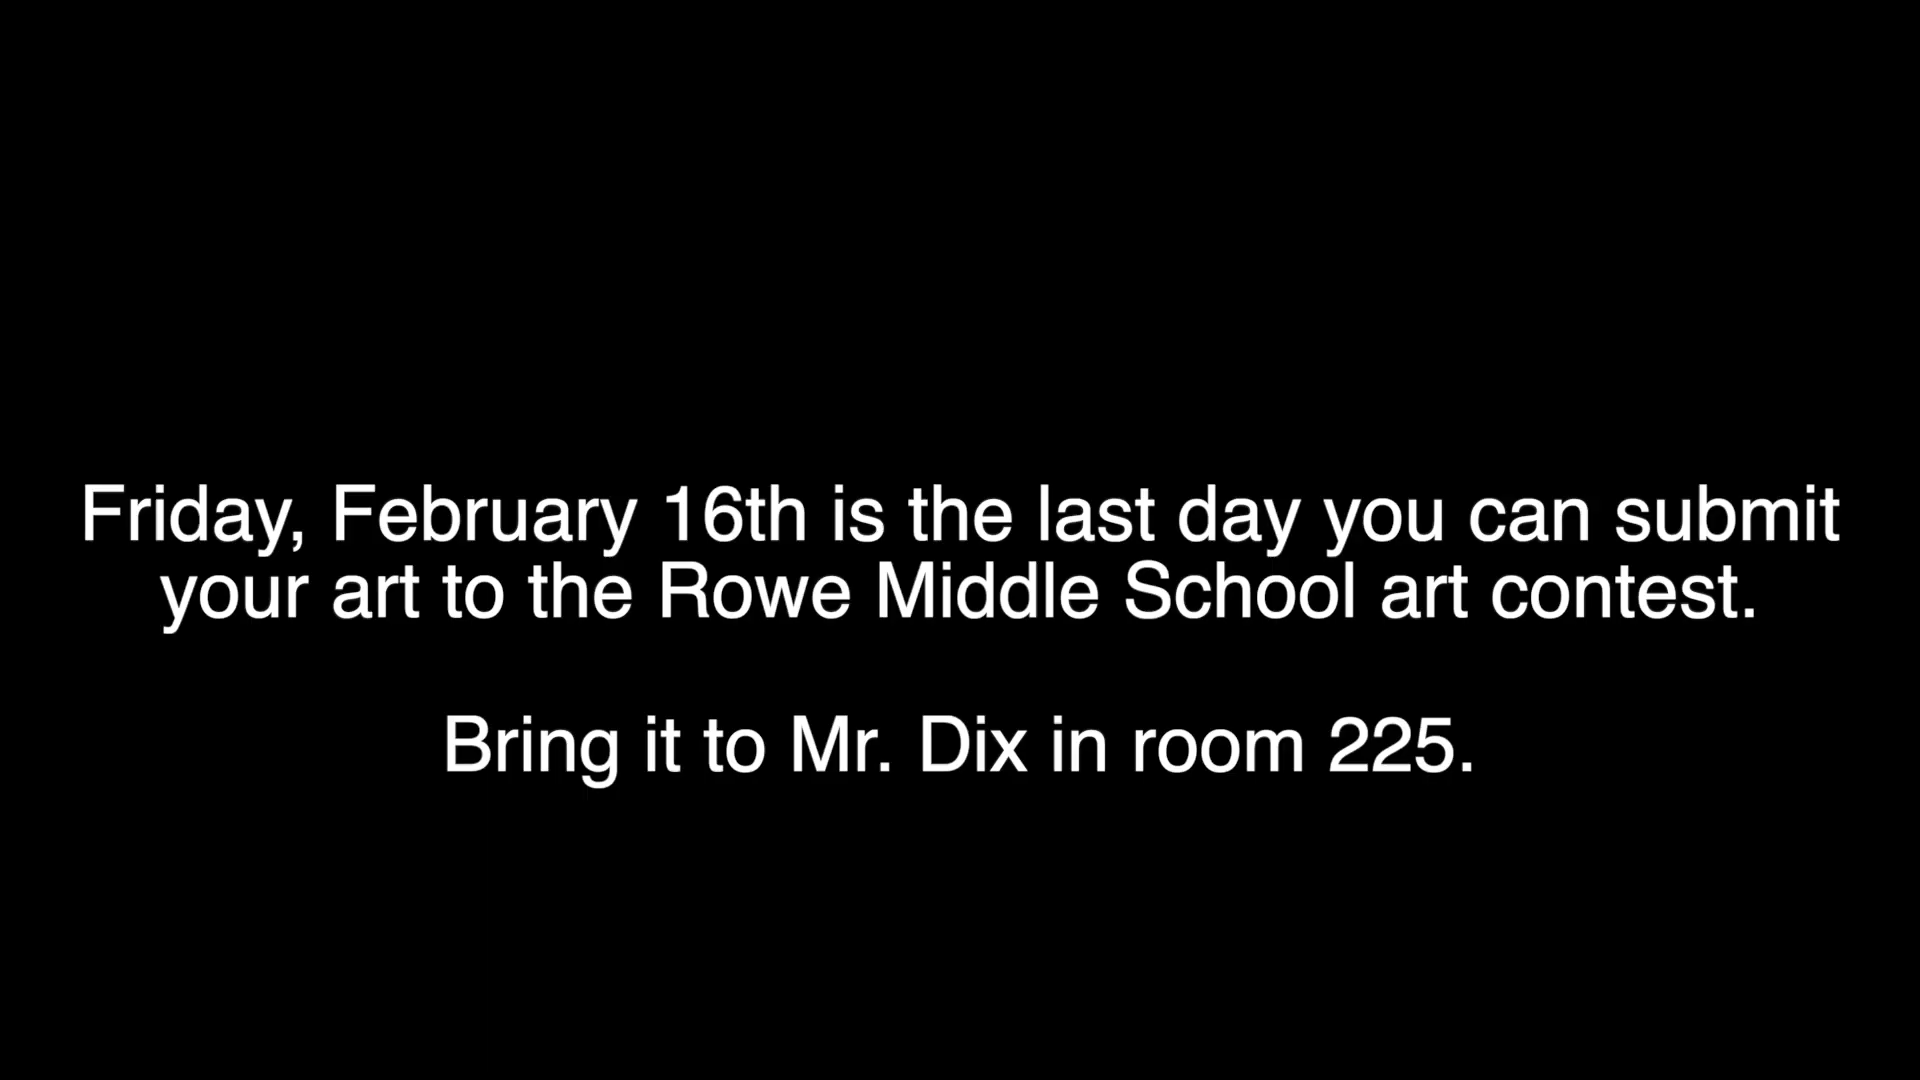 Friday, February 16th is the last day you can submit
your art to the Rowe Middle School art contest.
Bring it to Mr. Dix in room 225.